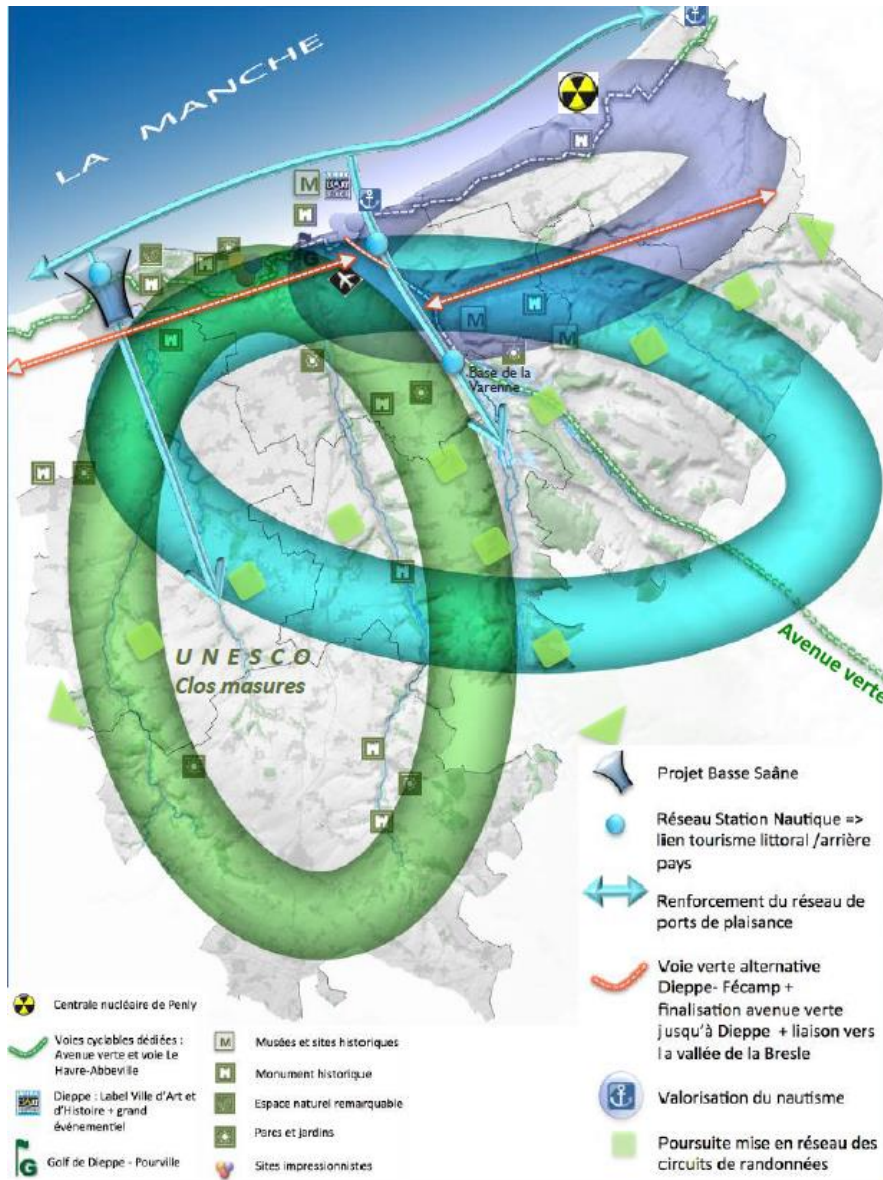 LA MANCHE
M
G
M
M
Base de la
Varenne
UNESCO
Clos masures
Avenue verte
Projet Basse Saâne
Réseau Station Nautique =>
lien tourisme littoral /arrière
pays
Renforcement du réseau de
ports de plaisance
Voie verte alternative
Dieppe- Fécamp +
finalisation avenue verte
jusqu'à Dieppe + liaison vers
la vallée de la Bresle
Valorisation du nautisme
Poursuite mise en réseau des
circuits de randonnées
Centrale nucléaire de Penly
Voies cyclables dédiées :
Avenue verte et voie Le
Havre-Abbeville
Dieppe : Label Ville d'Art et
d'Histoire + grand
événementiel
G
Golf de Dieppe - Pourville
M
Musées et sites historiques
Monument historique
Espace naturel remarquable
Parcs et jardins
Sites impressionnistes